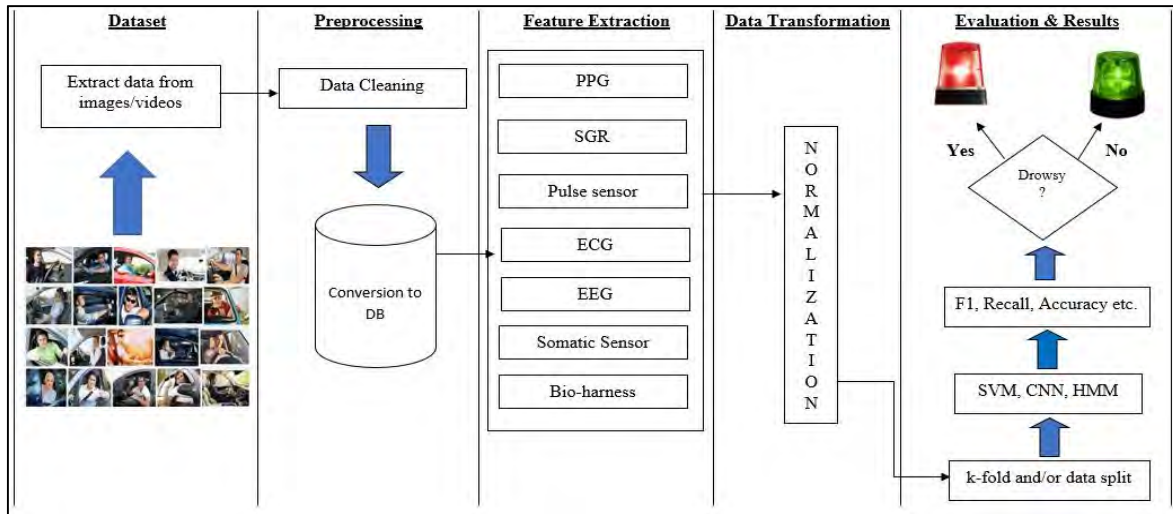 Dataset
Extract data from
images/videos
Preprocessing
Data Cleaning
Conversion to
DB
Feature Extraction
PPG
SGR
Pulse sensor
ECG
EEG
Somatic Sensor
Bio-harness
Data Transformation
N
O
R
M
A
L
I
Z
A
T
I
O
N
Evaluation & Results
Yes
No
Drowsy
?
F1, Recall, Accuracy etc.
SVM, CNN, HMM
k-fold and/or data split